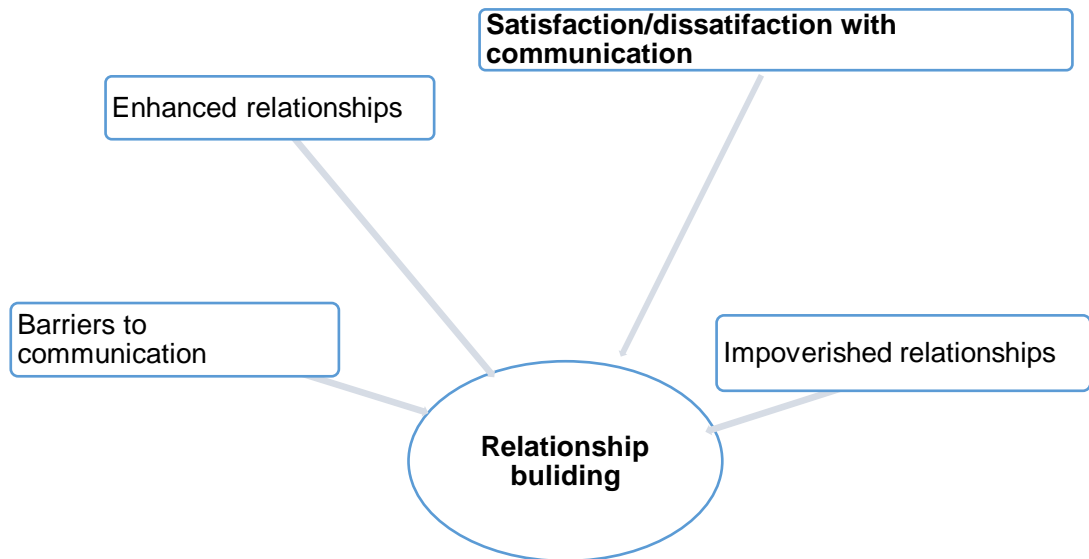 Satisfaction/dissatifaction with
communication
Enhanced relationships
Barriers to
communication
Impoverished relationships
Relationship
buliding